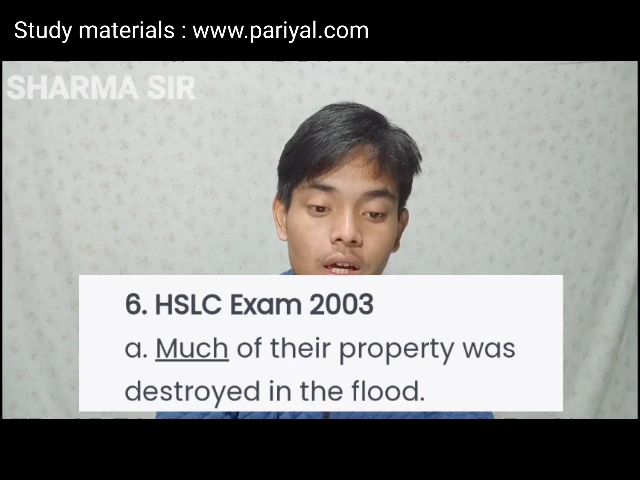 Study materials : www.pariyal.com
SHARMA SIR
6. HSLC Exam 2003
a. Much of their property was
destroyed in the flood.